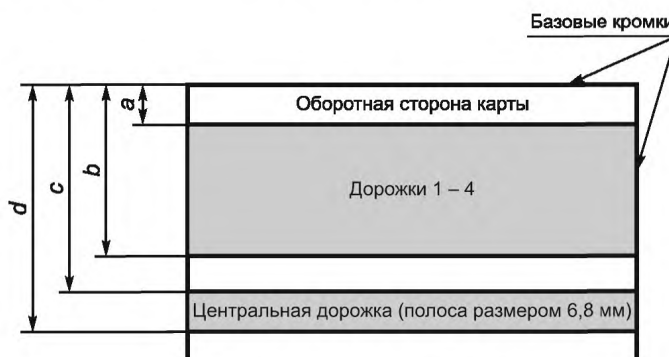 Базовые кромки
a
Оборотная сторона карты
b
Дорожки 1 – 4
c
d
Центральная дорожка (полоса размером 6,8 мм)